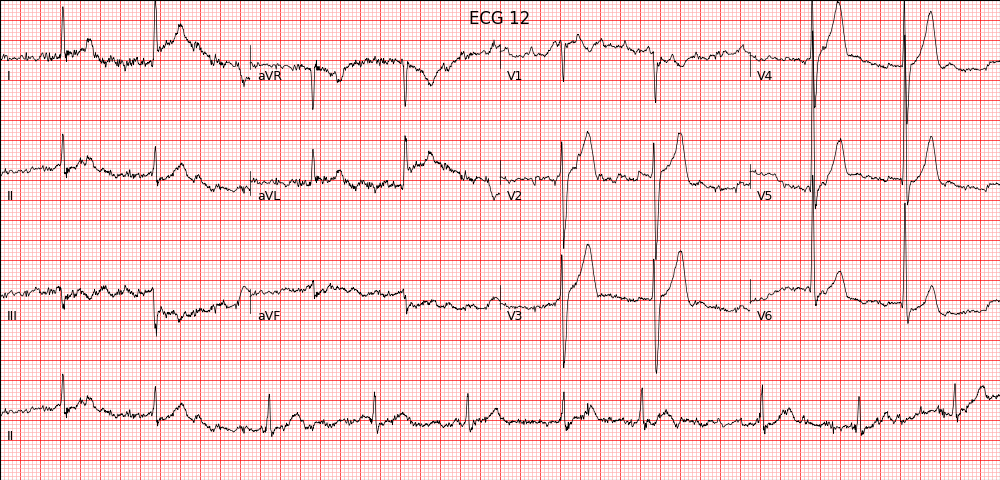 ECG 12
I aVR V1 V4
II aVL V2 V5
III aVF V3 V6
II